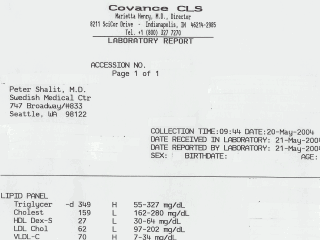 Covance CLS
Marietta Henry, M.D., Director
8211 SciCor Drive - Indianapolis, IN 46214-2985
Tel. +1 (800) 327 7270
LABORATORY REPORT
ACCESSION NO.
Page 1 of 1
Peter Shalit, M.D.
Swedish Medical Ctr
747 Broadway/H833
Seattle, WA 98122
COLLECTION TIME:09:44 DATE:20-May-2004
DATE RECEIVED IN LABORATORY: 21-May-2004
DATE REPORTED BY LABORATORY: 21-May-2004
SEX: BIRTHDATE: AGE:
LIPID PANEL
Triglycer -d 349 H 55-327 mg/dL
Cholest 159 L 162-280 mg/dL
HDL Dex-S 27 L 30-64 mg/dL
LDL Chol 62 L 97-202 mg/dL
VLDL-C 70 H 7-34 mg/dL